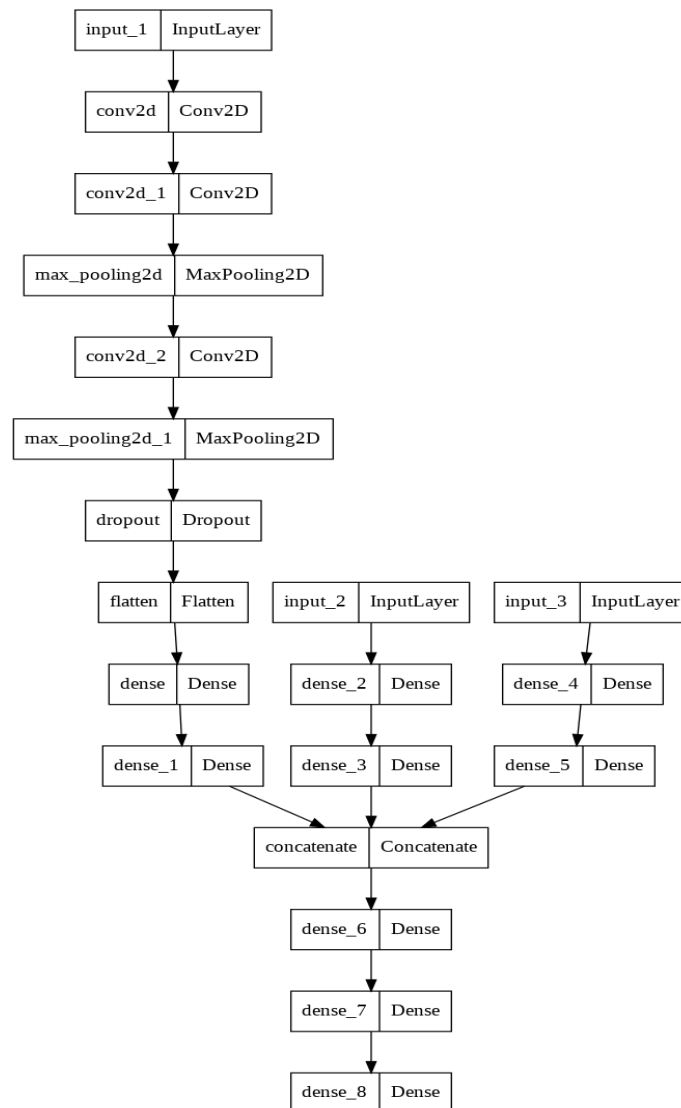 input_1 InputLayer
conv2d Conv2D
conv2d_1 Conv2D
max_pooling2d MaxPooling2D
conv2d_2 Conv2D
max_pooling2d_1 MaxPooling2D
dropout Dropout
flatten Flatten input_2 InputLayer input_3 InputLayer
dense Dense dense_2 Dense dense_4 Dense
dense_1 Dense dense_3 Dense dense_5 Dense
concatenate Concatenate
dense_6 Dense
dense_7 Dense
dense_8 Dense